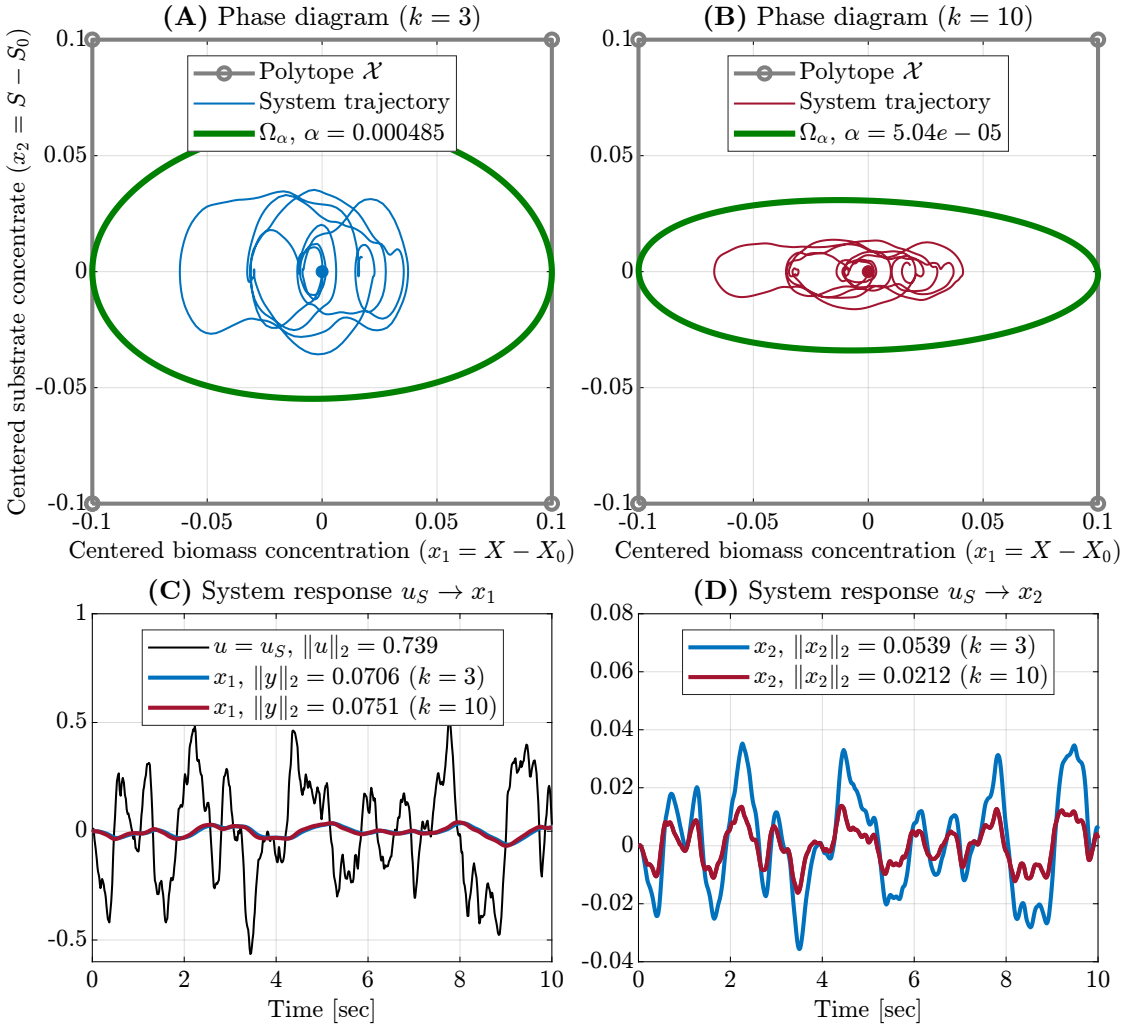 (A) Phase diagram (k = 3)
0.1
0.05
0
-0.05
-0.1
Centered substrate concentrate (x₂ = S − S₀)
Polytope 𝒳
System trajectory
Ωα, α = 0.000485
-0.1 -0.05 0 0.05 0.1
Centered biomass concentration (x₁ = X − X₀)
(B) Phase diagram (k = 10)
0.1
0.05
0
-0.05
-0.1
Polytope 𝒳
System trajectory
Ωα, α = 5.04e − 05
-0.1 -0.05 0 0.05 0.1
Centered biomass concentration (x₁ = X − X₀)
(C) System response u_S → x₁
1
0.5
0
-0.5
u = u_S, ‖u‖₂ = 0.739
x₁, ‖y‖₂ = 0.0706 (k = 3)
x₁, ‖y‖₂ = 0.0751 (k = 10)
0 2 4 6 8 10
Time [sec]
(D) System response u_S → x₂
0.08
0.06
0.04
0.02
0
-0.02
-0.04
x₂, ‖x₂‖₂ = 0.0539 (k = 3)
x₂, ‖x₂‖₂ = 0.0212 (k = 10)
0 2 4 6 8 10
Time [sec]